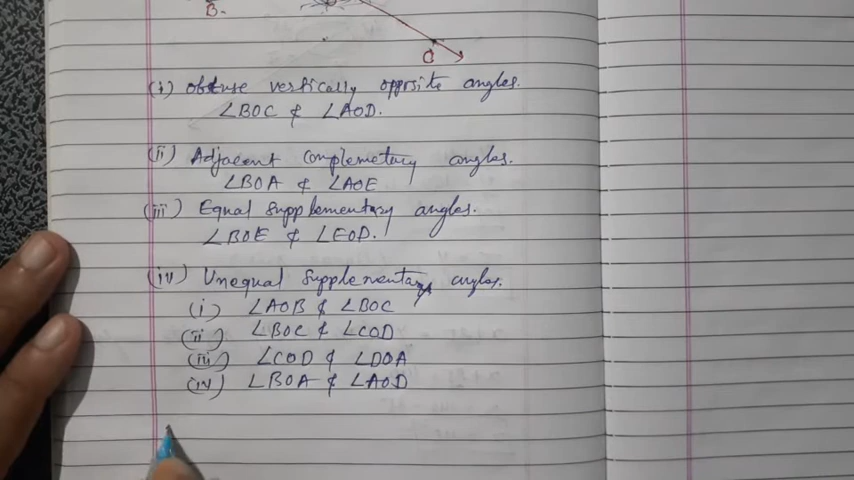 B.
C
(i) obtuse vertically opposite angles.
∠BOC & ∠AOD.
(ii) Adjacent complemetary angles.
∠BOA & ∠AOE
(iii) Equal supplementary angles.
∠BOE & ∠EOD.
(iv) Unequal supplementary angles.
(i) ∠AOB & ∠BOC
(ii) ∠BOC & ∠COD
(iii) ∠COD & ∠DOA
(iv) ∠BOA & ∠AOD